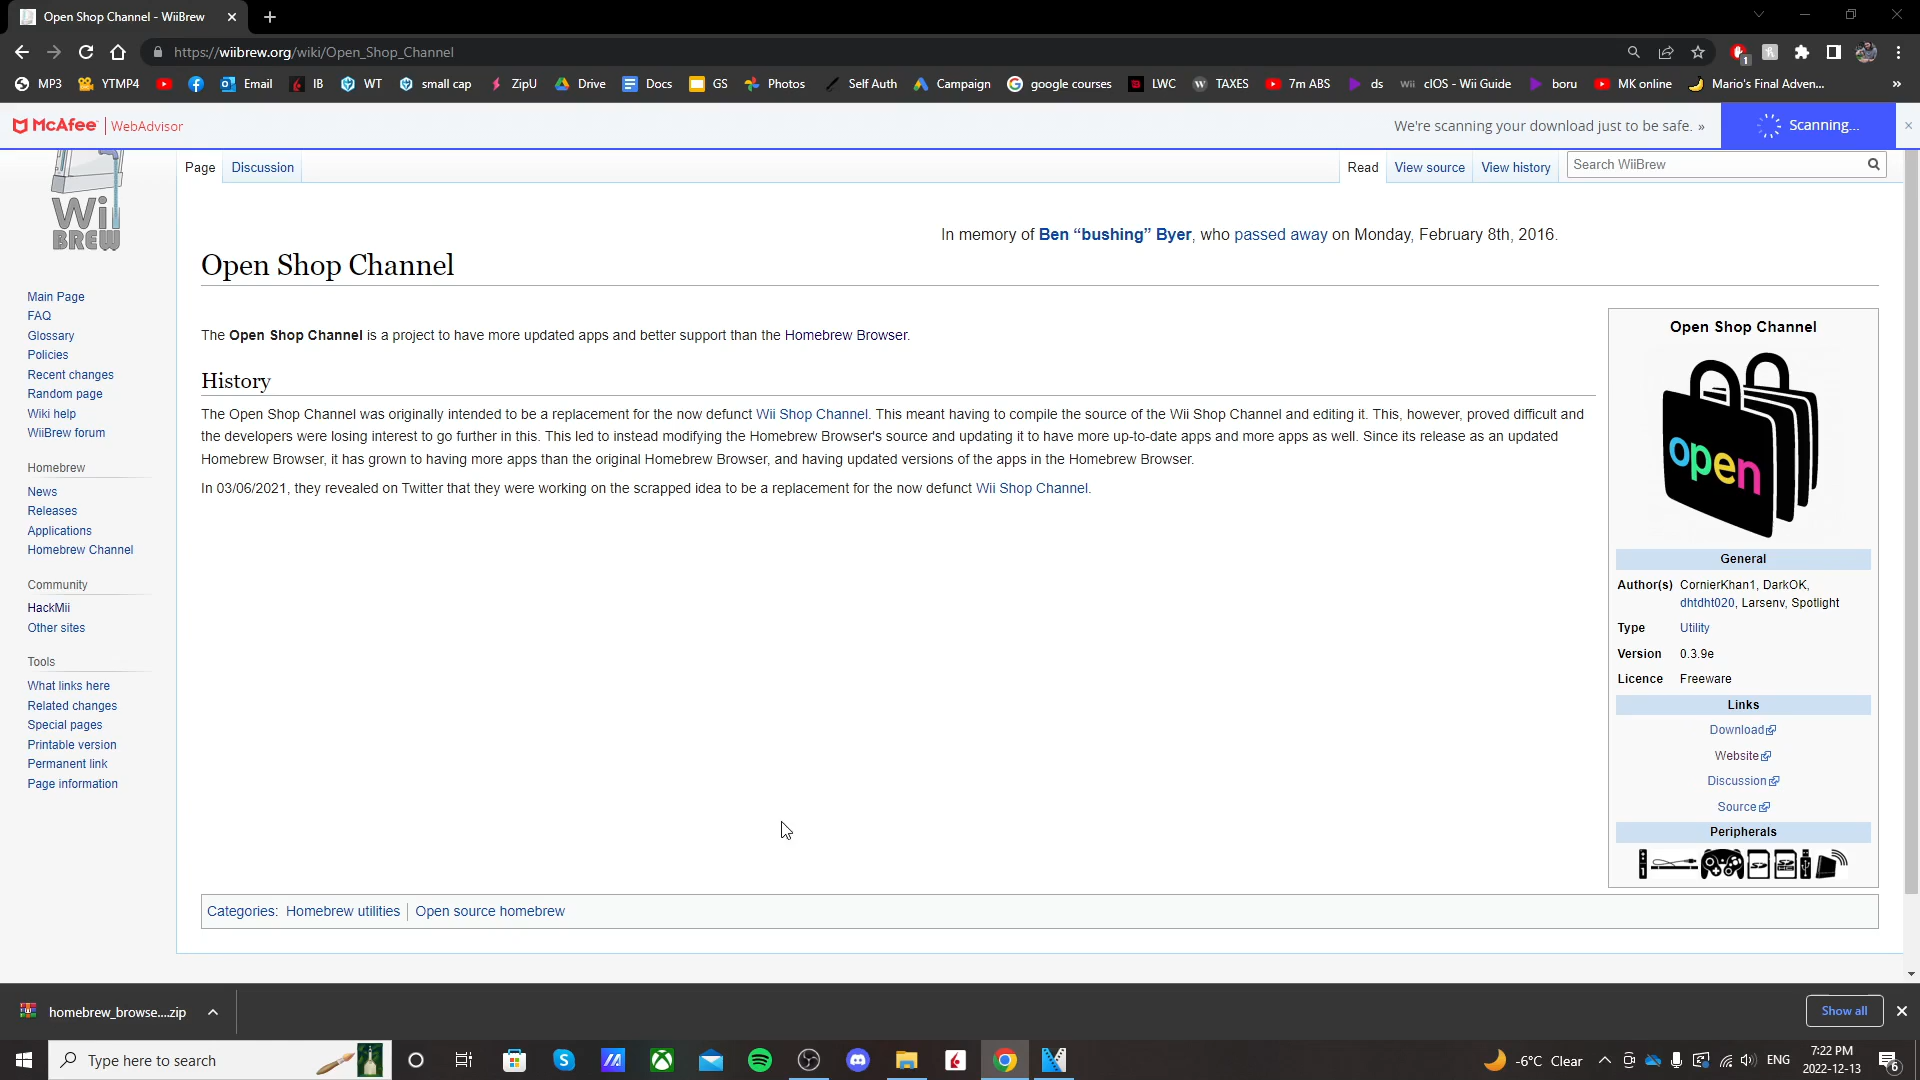 Open Shop Channel - WiiBrew
https://wiibrew.org/wiki/Open_Shop_Channel
1
MP3
YTMP4
Email
IB
WT
small cap
ZipU
Drive
Docs
GS
Photos
Self Auth
Campaign
google courses
LWC
TAXES
7m ABS
ds
cIOS - Wii Guide
boru
MK online
Mario's Final Adven...
»
McAfee | WebAdvisor
We're scanning your download just to be safe. »
Scanning...
Wii
BREW
Page
Discussion
Read
View source
View history
Search WiiBrew
In memory of Ben “bushing” Byer, who passed away on Monday, February 8th, 2016.
Open Shop Channel
Main Page
FAQ
Glossary
Policies
Recent changes
Random page
Wiki help
WiiBrew forum
Homebrew
News
Releases
Applications
Homebrew Channel
Community
HackMii
Other sites
Tools
What links here
Related changes
Special pages
Printable version
Permanent link
Page information
The Open Shop Channel is a project to have more updated apps and better support than the Homebrew Browser.
History
The Open Shop Channel was originally intended to be a replacement for the now defunct Wii Shop Channel. This meant having to compile the source of the Wii Shop Channel and editing it. This, however, proved difficult and
the developers were losing interest to go further in this. This led to instead modifying the Homebrew Browser's source and updating it to have more up-to-date apps and more apps as well. Since its release as an updated
Homebrew Browser, it has grown to having more apps than the original Homebrew Browser, and having updated versions of the apps in the Homebrew Browser.
In 03/06/2021, they revealed on Twitter that they were working on the scrapped idea to be a replacement for the now defunct Wii Shop Channel.
Open Shop Channel
open
General
Author(s) CornierKhan1, DarkOK,
dhtdht020, Larsenv, Spotlight
Type Utility
Version 0.3.9e
Licence Freeware
Links
Download
Website
Discussion
Source
Peripherals
Categories: Homebrew utilities | Open source homebrew
homebrew_browse....zip
Show all
Type here to search
-6°C Clear
ENG
7:22 PM
2022-12-13
6